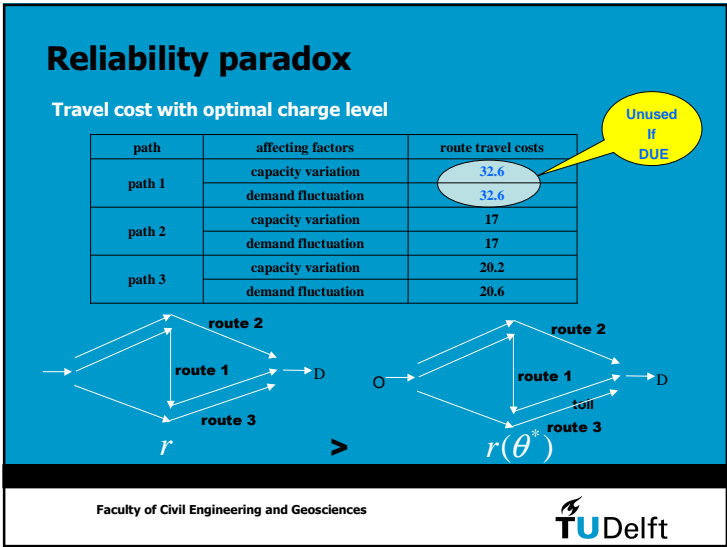 Reliability paradox
Travel cost with optimal charge level
Unused
If
DUE
path affecting factors route travel costs
path 1 capacity variation 32.6
demand fluctuation 32.6
path 2 capacity variation 17
demand fluctuation 17
path 3 capacity variation 20.2
demand fluctuation 20.6
route 2
route 1
D
route 3
r
>
O
route 2
route 1
D
toll
route 3
r(θ*)
Faculty of Civil Engineering and Geosciences
TUDelft